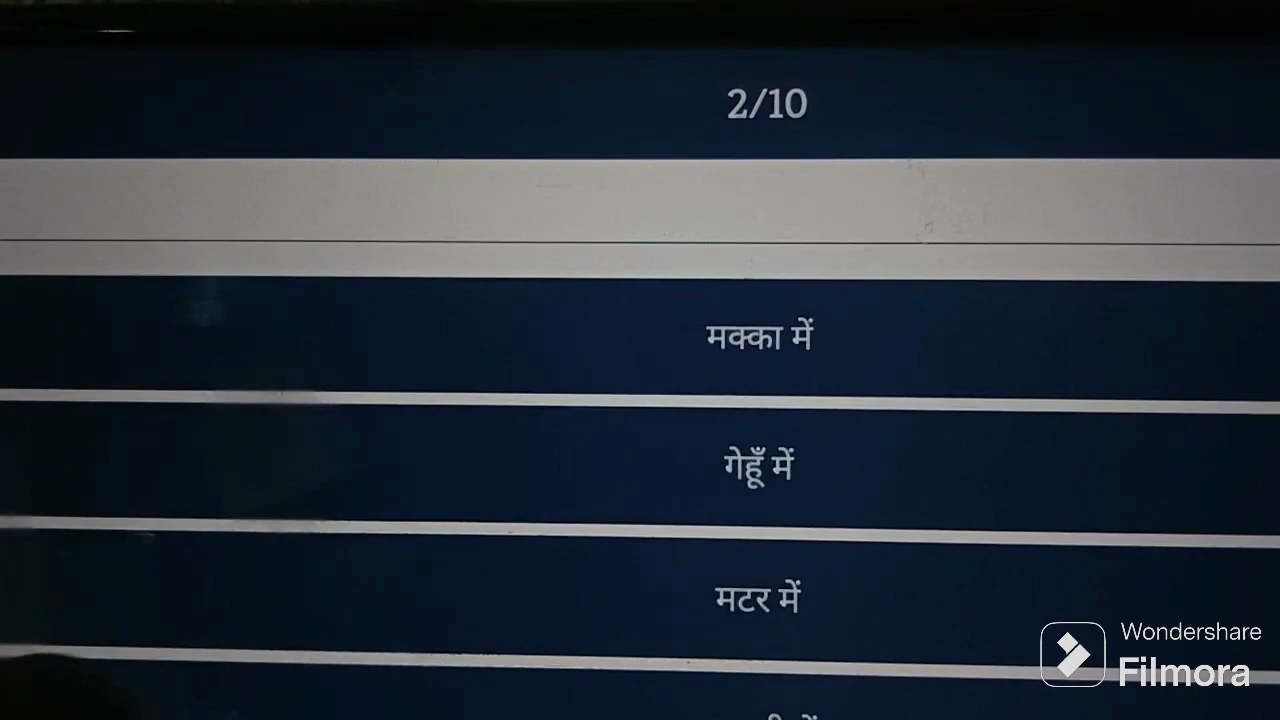 2/10
मक्का में
गेहूँ में
मटर में
Wondershare
Filmora